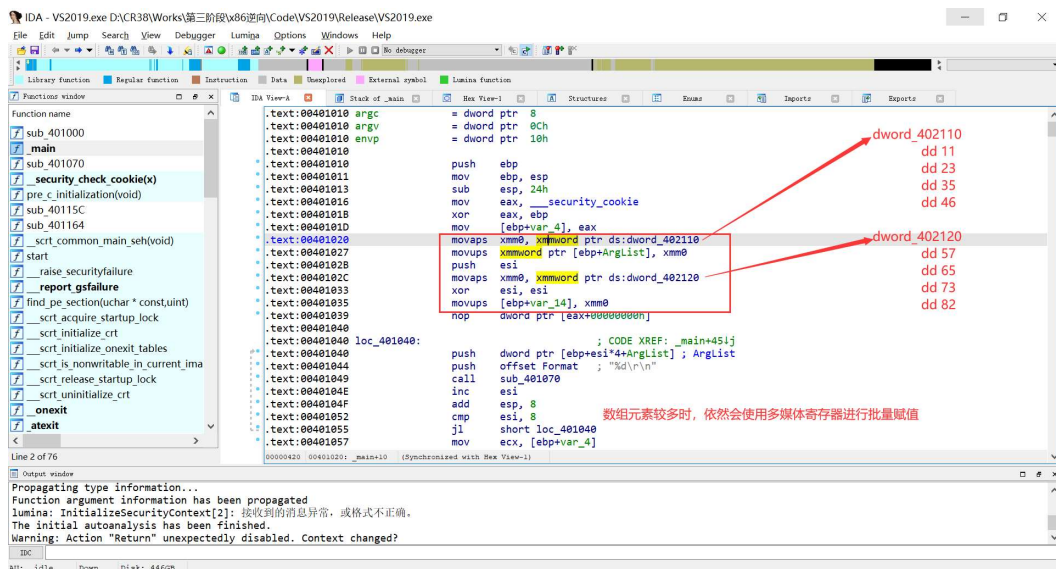 IDA - VS2019.exe D:\CR38\Works\第三阶段\x86逆向\Code\VS2019\Release\VS2019.exe
File Edit Jump Search View Debugger Lumina Options Windows Help
No debugger
Library function Regular function Instruction Data Unexplored External symbol Lumina function
Functions window
IDA View-A Stack of _main Hex View-1 Structures Enums Imports Exports
Function name
sub_401000
_main
sub_401070
__security_check_cookie(x)
pre_c_initialization(void)
sub_40115C
sub_401164
__scrt_common_main_seh(void)
start
__raise_securityfailure
__report_gsfailure
find_pe_section(uchar * const,uint)
__scrt_acquire_startup_lock
__scrt_initialize_crt
__scrt_initialize_onexit_tables
__scrt_is_nonwritable_in_current_ima
__scrt_release_startup_lock
__scrt_uninitialize_crt
__onexit
_atexit
Line 2 of 76
.text:00401010 argc = dword ptr 8
.text:00401010 argv = dword ptr 0Ch
.text:00401010 envp = dword ptr 10h
.text:00401010
.text:00401010 push ebp
.text:00401011 mov ebp, esp
.text:00401013 sub esp, 24h
.text:00401016 mov eax, ___security_cookie
.text:0040101B xor eax, ebp
.text:0040101D mov [ebp+var_4], eax
.text:00401020 movaps xmm0, xmmword ptr ds:dword_402110
.text:00401027 movups xmmword ptr [ebp+ArgList], xmm0
.text:0040102B push esi
.text:0040102C movaps xmm0, xmmword ptr ds:dword_402120
.text:00401033 xor esi, esi
.text:00401035 movups [ebp+var_14], xmm0
.text:00401039 nop dword ptr [eax+00000000h]
.text:00401040
.text:00401040 loc_401040: ; CODE XREF: _main+45↓j
.text:00401040 push dword ptr [ebp+esi*4+ArgList] ; ArgList
.text:00401044 push offset Format ; "%d\r\n"
.text:00401049 call sub_401070
.text:0040104E inc esi
.text:0040104F add esp, 8
.text:00401052 cmp esi, 8
.text:00401055 jl short loc_401040
.text:00401057 mov ecx, [ebp+var_4]
00000420 00401020: _main+10 (Synchronized with Hex View-1)
dword_402110
dd 11
dd 23
dd 35
dd 46
dword_402120
dd 57
dd 65
dd 73
dd 82
数组元素较多时，依然会使用多媒体寄存器进行批量赋值
Output window
Propagating type information...
Function argument information has been propagated
lumina: InitializeSecurityContext[2]: 接收到的消息异常，或格式不正确。
The initial autoanalysis has been finished.
Warning: Action "Return" unexpectedly disabled. Context changed?
IDC
AU: idle Down Disk: 446GB